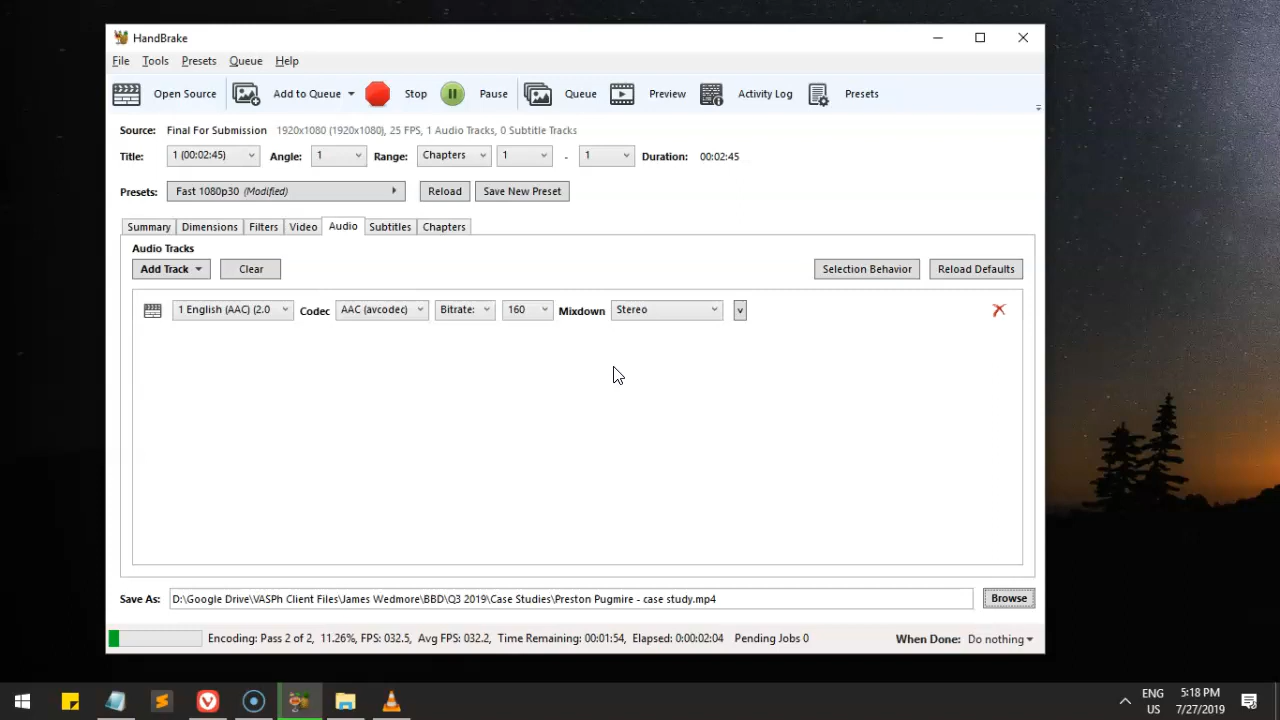 HandBrake
File Tools Presets Queue Help
Open Source Add to Queue Stop Pause Queue Preview Activity Log Presets
Source: Final For Submission 1920x1080 (1920x1080), 25 FPS, 1 Audio Tracks, 0 Subtitle Tracks
Title: 1 (00:02:45) Angle: 1 Range: Chapters 1 - 1 Duration: 00:02:45
Presets: Fast 1080p30 (Modified) Reload Save New Preset
Summary Dimensions Filters Video Audio Subtitles Chapters
Audio Tracks
Add Track Clear Selection Behavior Reload Defaults
1 English (AAC) (2.0 Codec AAC (avcodec) Bitrate: 160 Mixdown Stereo v
Save As: D:\Google Drive\VASPh Client Files\James Wedmore\BBD\Q3 2019\Case Studies\Preston Pugmire - case study.mp4 Browse
Encoding: Pass 2 of 2, 11.26%, FPS: 032.5, Avg FPS: 032.2, Time Remaining: 00:01:54, Elapsed: 0:00:02:04 Pending Jobs 0 When Done: Do nothing
ENG 5:18 PM
US 7/27/2019